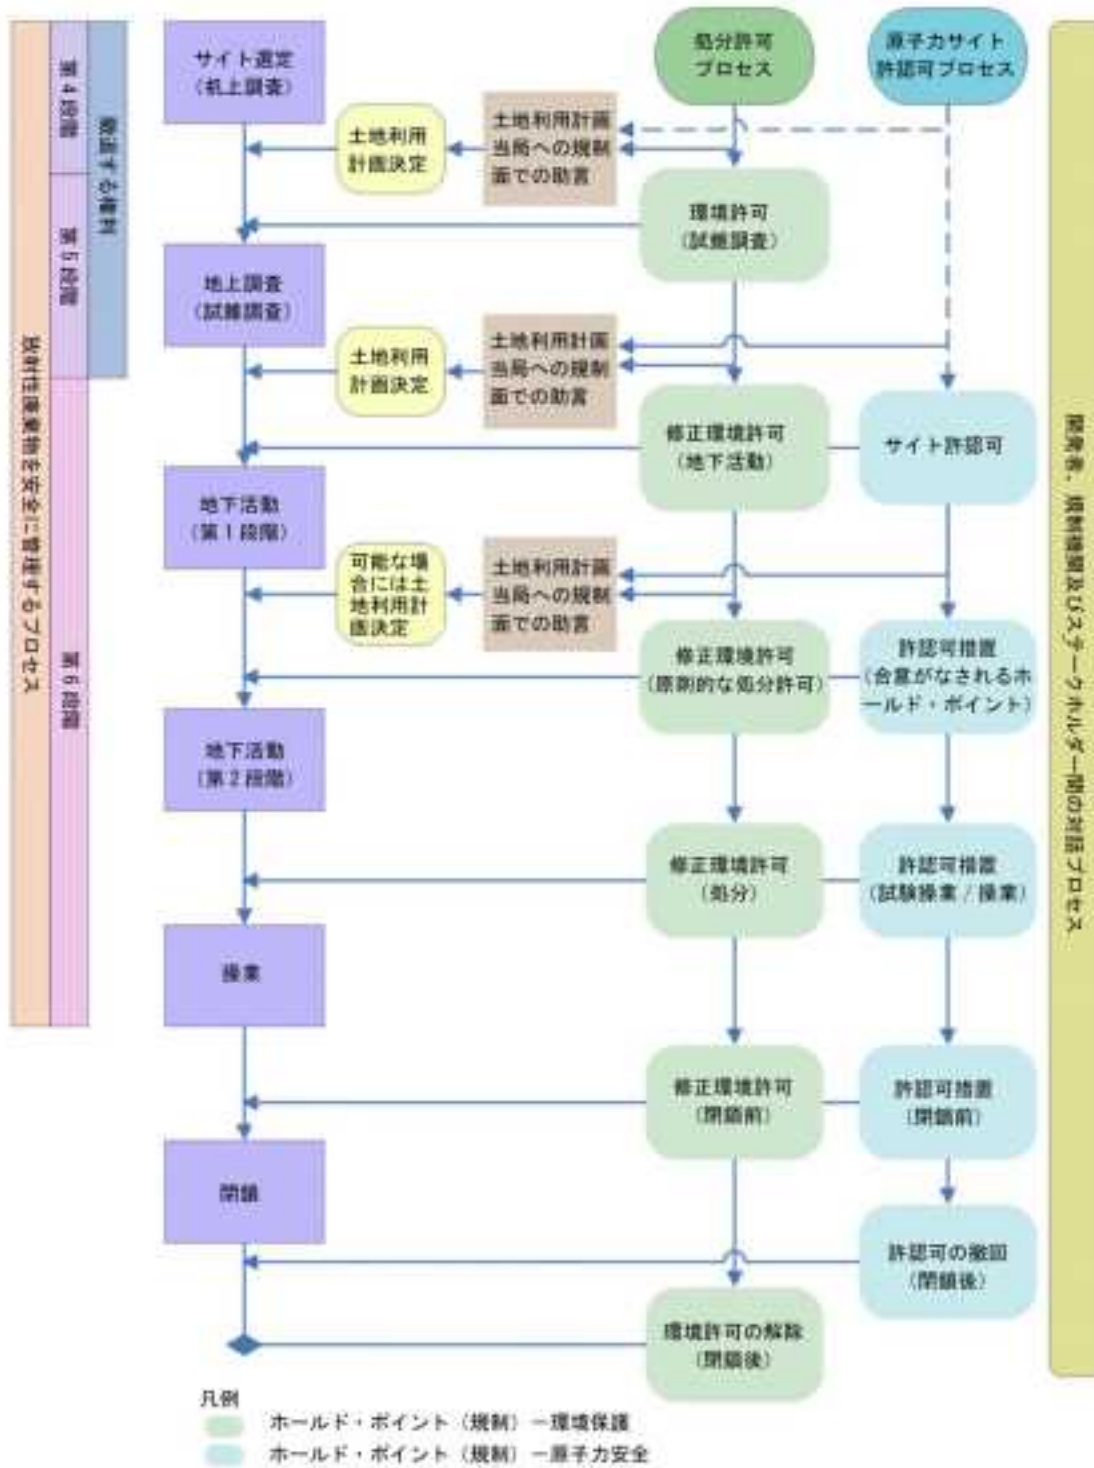 サイト選定
（机上調査）
処分許可
プロセス
原子力サイト
許認可プロセス
第４段階
撤退する権利
土地利用
計画決定
土地利用計画
当局への規制
面での助言
環境許可
（試錐調査）
第５段階
地上調査
（試錐調査）
土地利用
計画決定
土地利用計画
当局への規制
面での助言
修正環境許可
（地下活動）
サイト許認可
放射性廃棄物を安全に管理するプロセス
地下活動
（第１段階）
可能な場
合には土
地利用計
画決定
土地利用計画
当局への規制
面での助言
第６段階
修正環境許可
（原則的な処分許可）
許認可措置
（合意がなされるホ
ールド・ポイント）
開発者、規制機関及びステークホルダー間の対話プロセス
地下活動
（第２段階）
修正環境許可
（処分）
許認可措置
（試験操業／操業）
操業
修正環境許可
（閉鎖前）
許認可措置
（閉鎖前）
閉鎖
許認可の撤回
（閉鎖後）
環境許可の解除
（閉鎖後）
凡例
ホールド・ポイント（規制）－環境保護
ホールド・ポイント（規制）－原子力安全